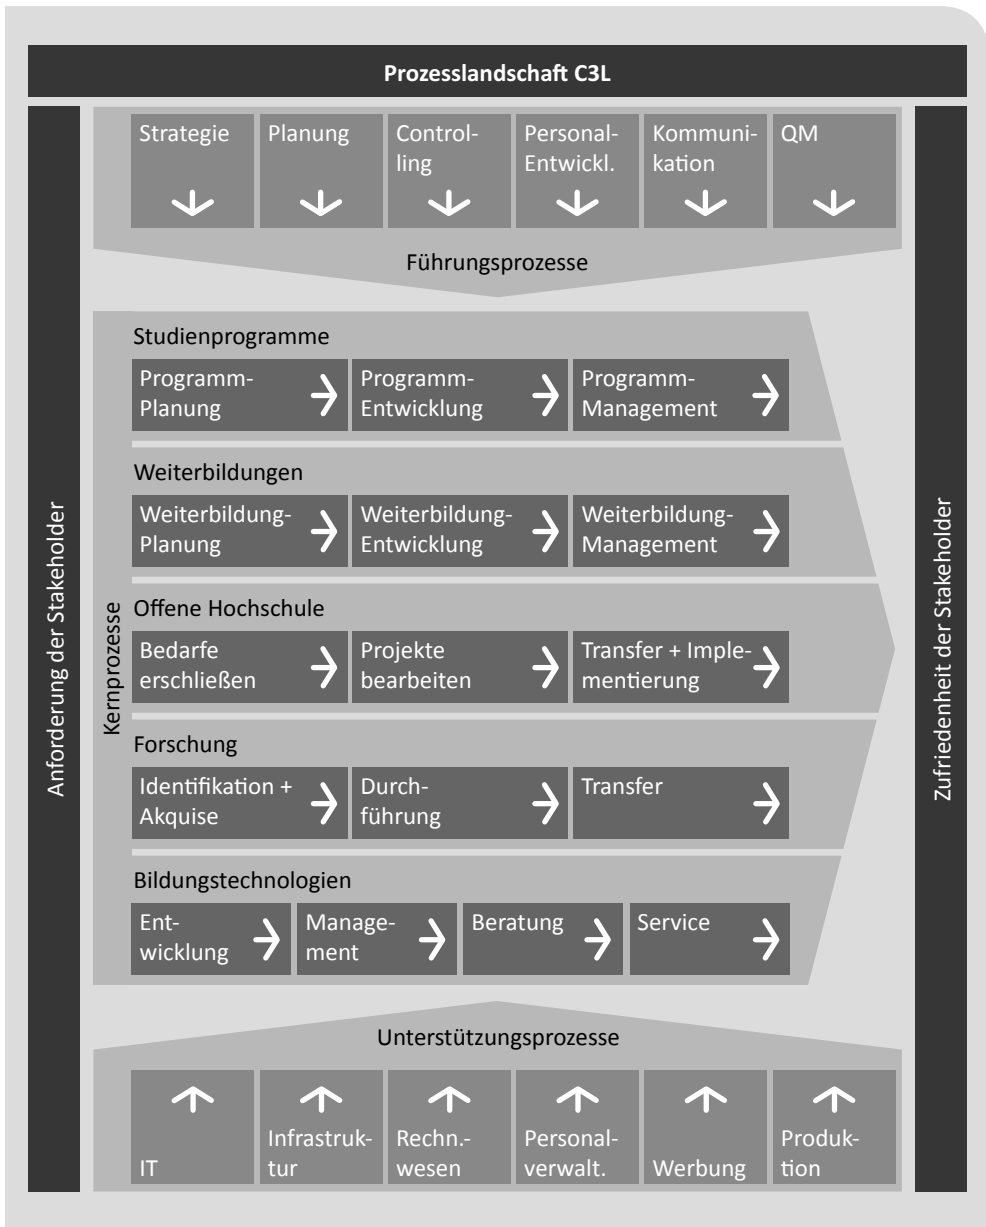 Prozesslandschaft C3L
Anforderung der Stakeholder
Strategie
Planung
Control-
ling
Personal-
Entwickl.
Kommuni-
kation
QM
Führungsprozesse
Kernprozesse
Studienprogramme
Programm-
Planung
Programm-
Entwicklung
Programm-
Management
Weiterbildungen
Weiterbildung-
Planung
Weiterbildung-
Entwicklung
Weiterbildung-
Management
Offene Hochschule
Bedarfe
erschließen
Projekte
bearbeiten
Transfer + Imple-
mentierung
Forschung
Identifikation +
Akquise
Durch-
führung
Transfer
Bildungstechnologien
Ent-
wicklung
Manage-
ment
Beratung
Service
Unterstützungsprozesse
IT
Infrastruk-
tur
Rechn.-
wesen
Personal-
verwalt.
Werbung
Produk-
tion
Zufriedenheit der Stakeholder